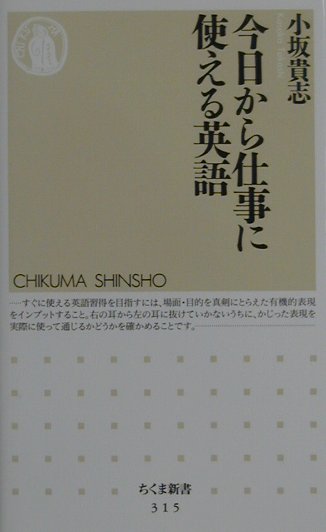 小坂貴志
今日から仕事に
使える英語
CHIKUMA SHINSHO
……すぐに使える英語習得を目指すには、場面・目的を真剣にとらえた有機的表現
をインプットすること。右の耳から左の耳に抜けていかないうちに、かじった表現を
実際に使って通じるかどうかを確かめることです。
ちくま新書
315